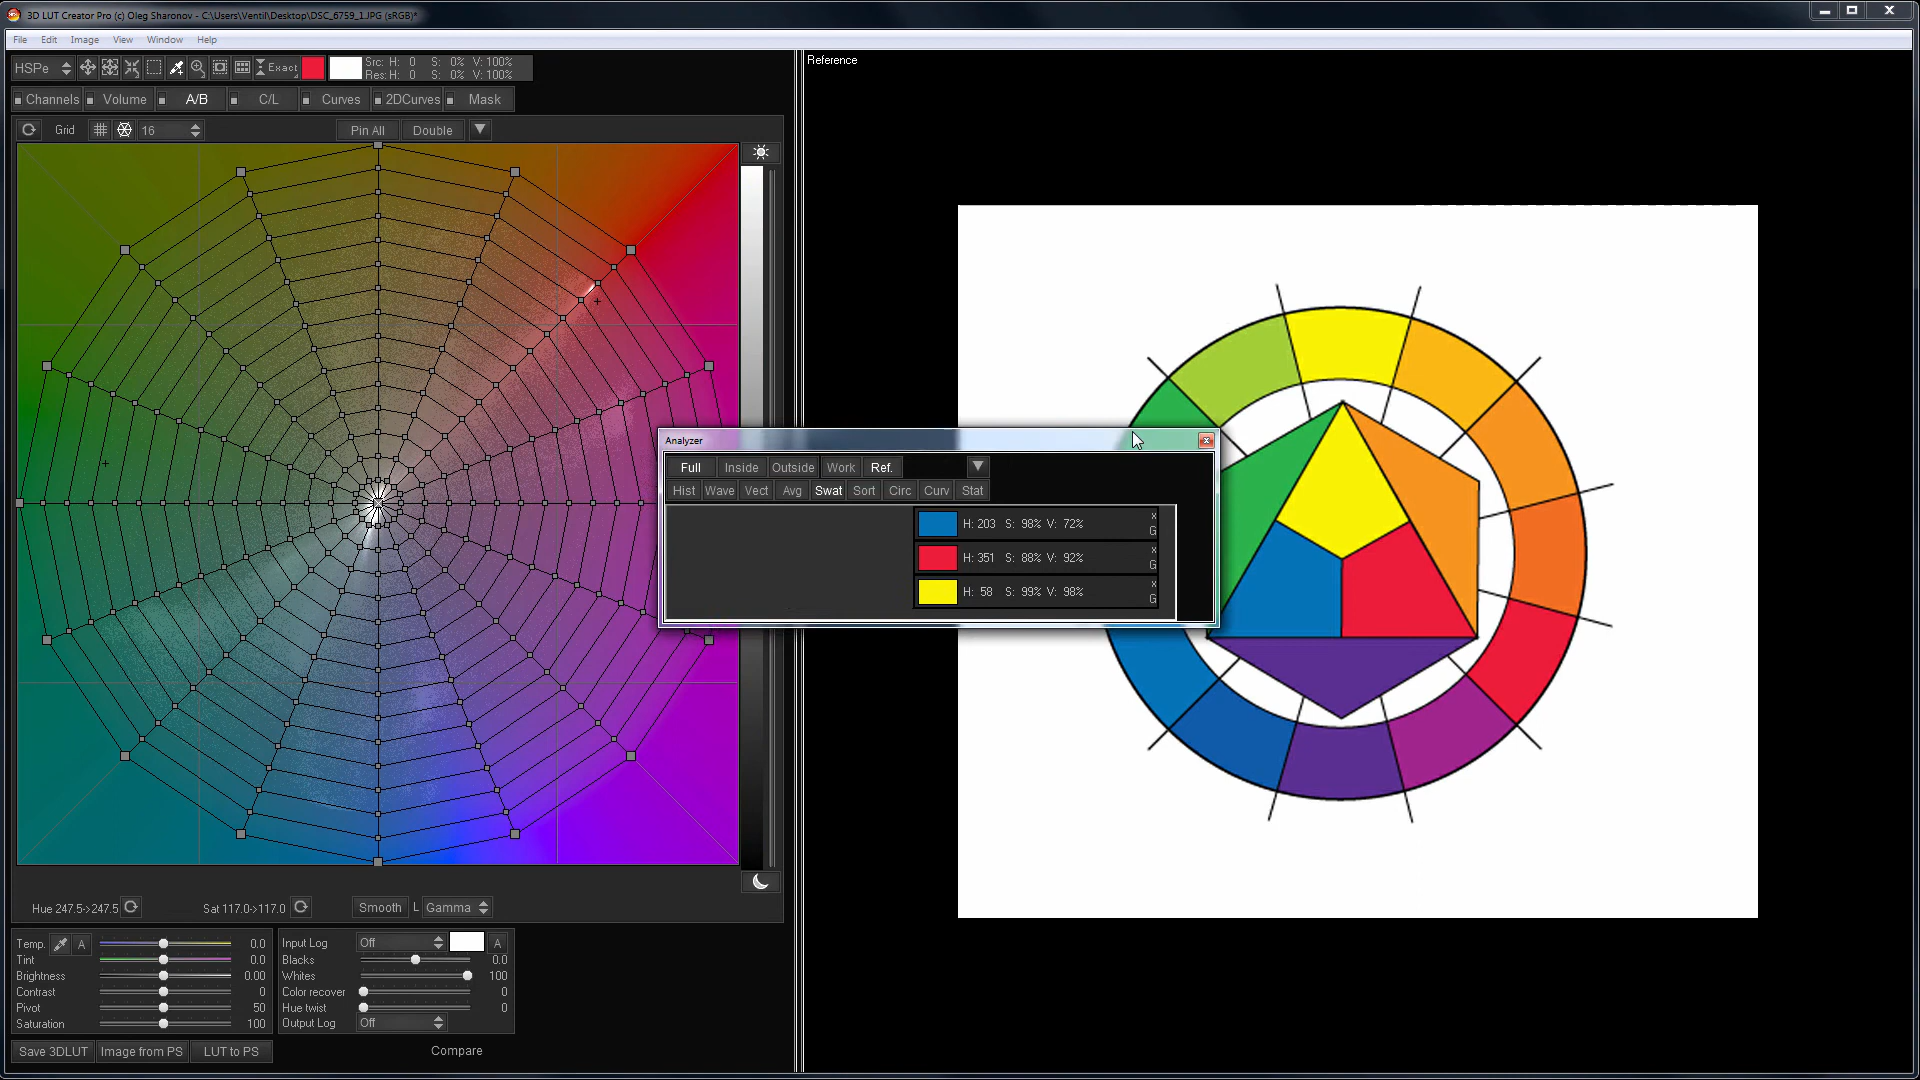 3D LUT Creator Pro (c) Oleg Sharonov - C:\Users\Ventil\Desktop\DSC_6759_1.JPG (sRGB)*
File Edit Image View Window Help
HSPe Exact Src: H: 0 S: 0% V: 100%
Res: H: 0 S: 0% V: 100%
Reference
Channels Volume A/B C/L Curves 2DCurves Mask
Grid 16 Pin All Double
Analyzer
Full Inside Outside Work Ref.
Hist Wave Vect Avg Swat Sort Circ Curv Stat
H: 203 S: 98% V: 72% X G
H: 351 S: 88% V: 92% X G
H: 58 S: 99% V: 98% X G
Hue 247.5->247.5 Sat 117.0->117.0 Smooth L Gamma
Temp. A 0.0 Input Log Off A
Tint 0.0 Blacks 0.0
Brightness 0.00 Whites 100
Contrast 0 Color recover 0
Pivot 50 Hue twist 0
Saturation 100 Output Log Off
Save 3DLUT Image from PS LUT to PS Compare